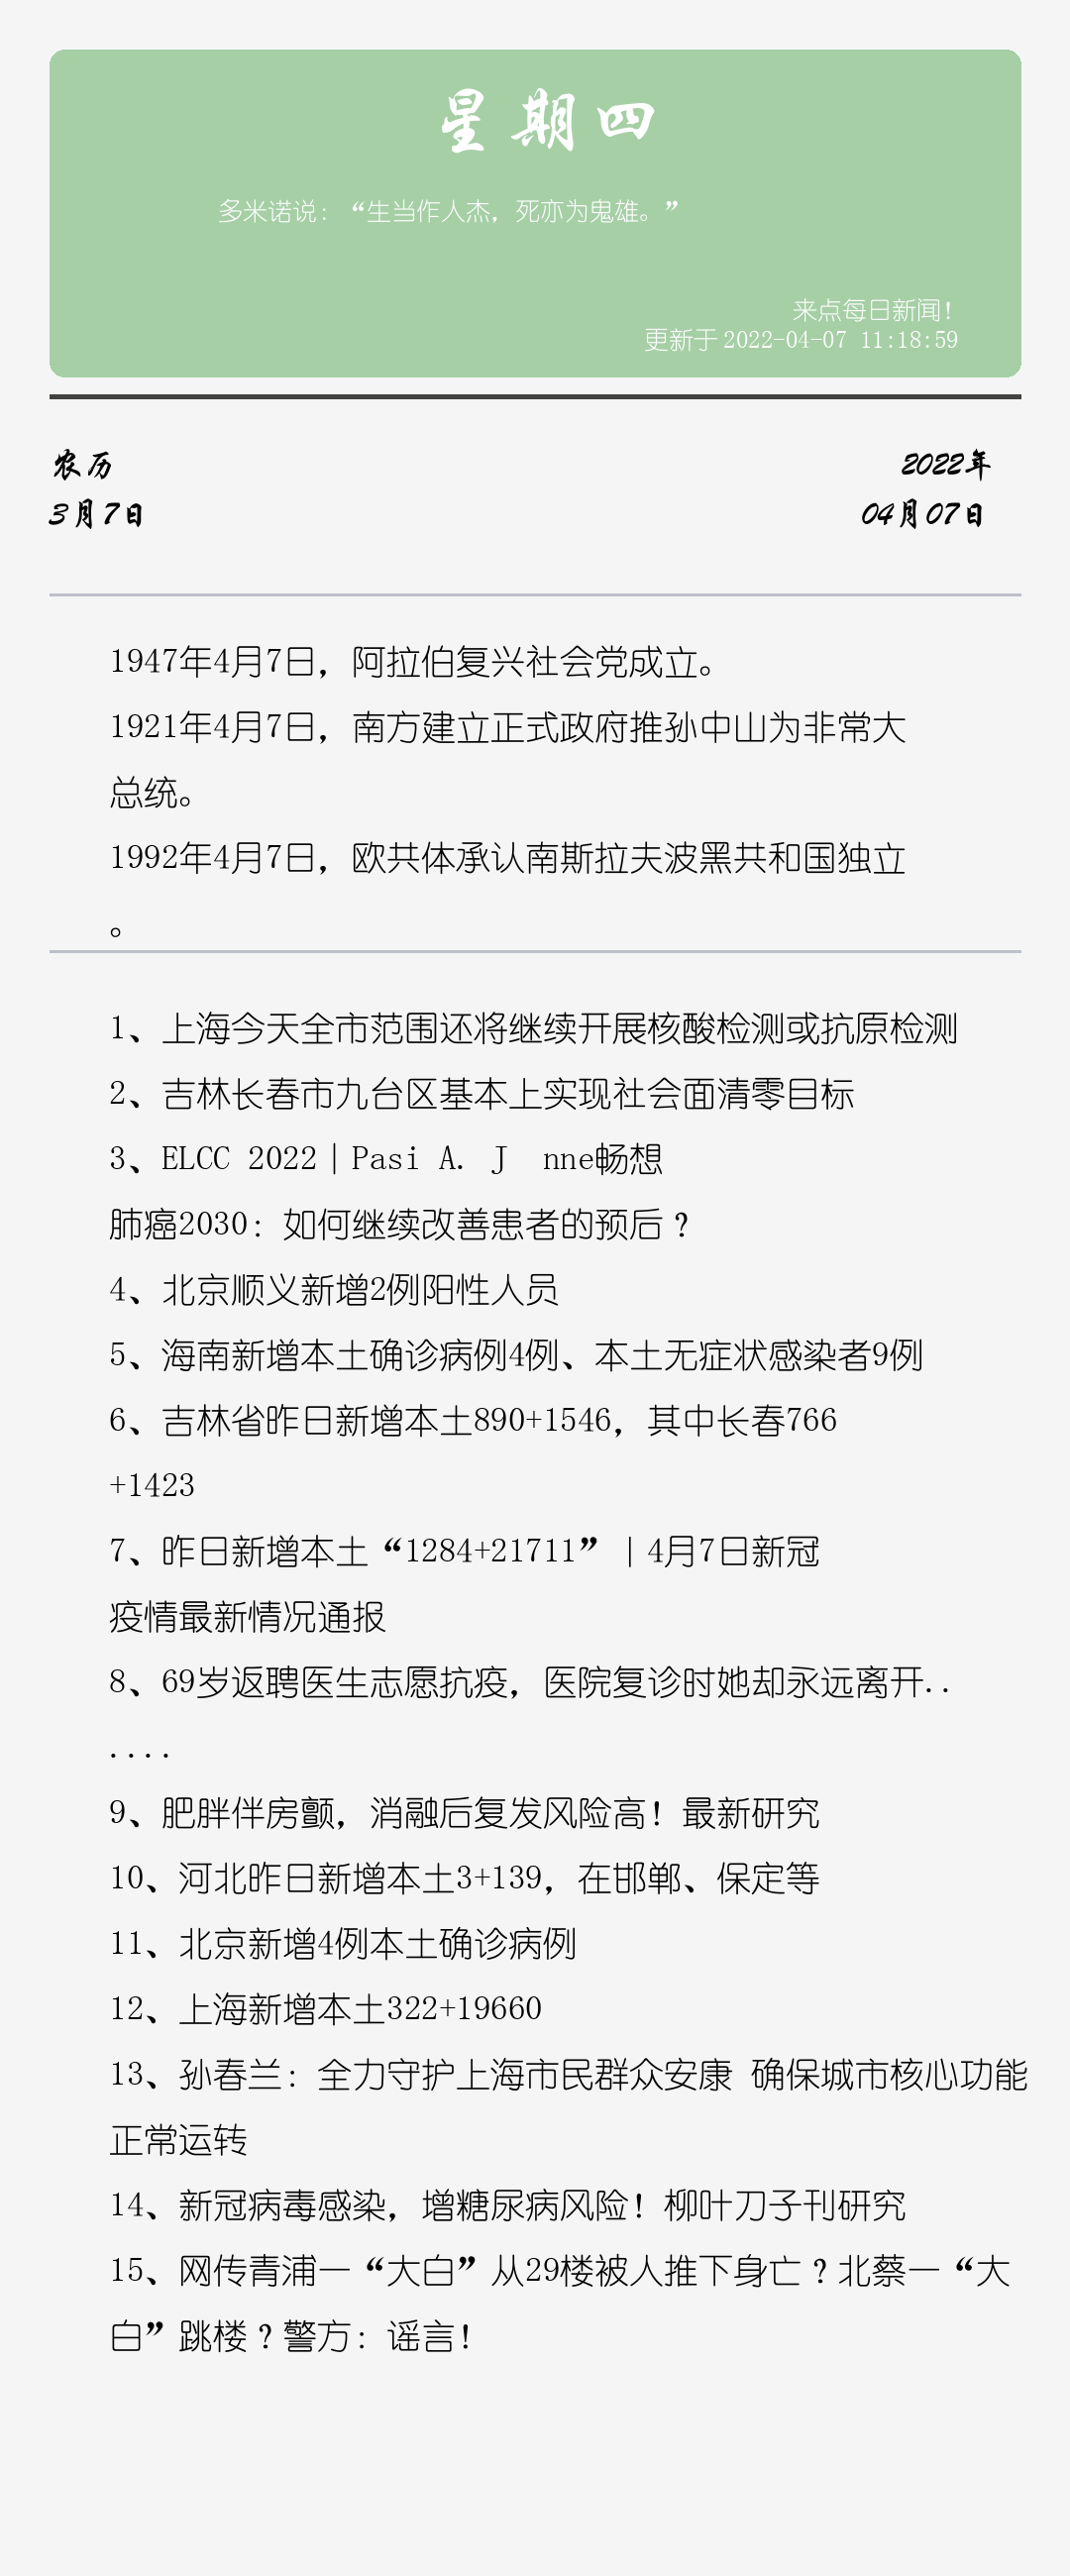 星期四
多米诺说：“生当作人杰，死亦为鬼雄。”
来点每日新闻！
更新于 2022-04-07 11:18:59
农历
2022年
3月7日
04月07日
1947年4月7日，阿拉伯复兴社会党成立。
1921年4月7日，南方建立正式政府推孙中山为非常大
总统。
1992年4月7日，欧共体承认南斯拉夫波黑共和国独立
。
1、上海今天全市范围还将继续开展核酸检测或抗原检测
2、吉林长春市九台区基本上实现社会面清零目标
3、ELCC 2022｜Pasi A. J  nne畅想
肺癌2030：如何继续改善患者的预后？
4、北京顺义新增2例阳性人员
5、海南新增本土确诊病例4例、本土无症状感染者9例
6、吉林省昨日新增本土890+1546，其中长春766
+1423
7、昨日新增本土“1284+21711”｜4月7日新冠
疫情最新情况通报
8、69岁返聘医生志愿抗疫，医院复诊时她却永远离开..
....
9、肥胖伴房颤，消融后复发风险高！最新研究
10、河北昨日新增本土3+139，在邯郸、保定等
11、北京新增4例本土确诊病例
12、上海新增本土322+19660
13、孙春兰：全力守护上海市民群众安康 确保城市核心功能
正常运转
14、新冠病毒感染，增糖尿病风险！柳叶刀子刊研究
15、网传青浦一“大白”从29楼被人推下身亡？北蔡一“大
白”跳楼？警方：谣言！